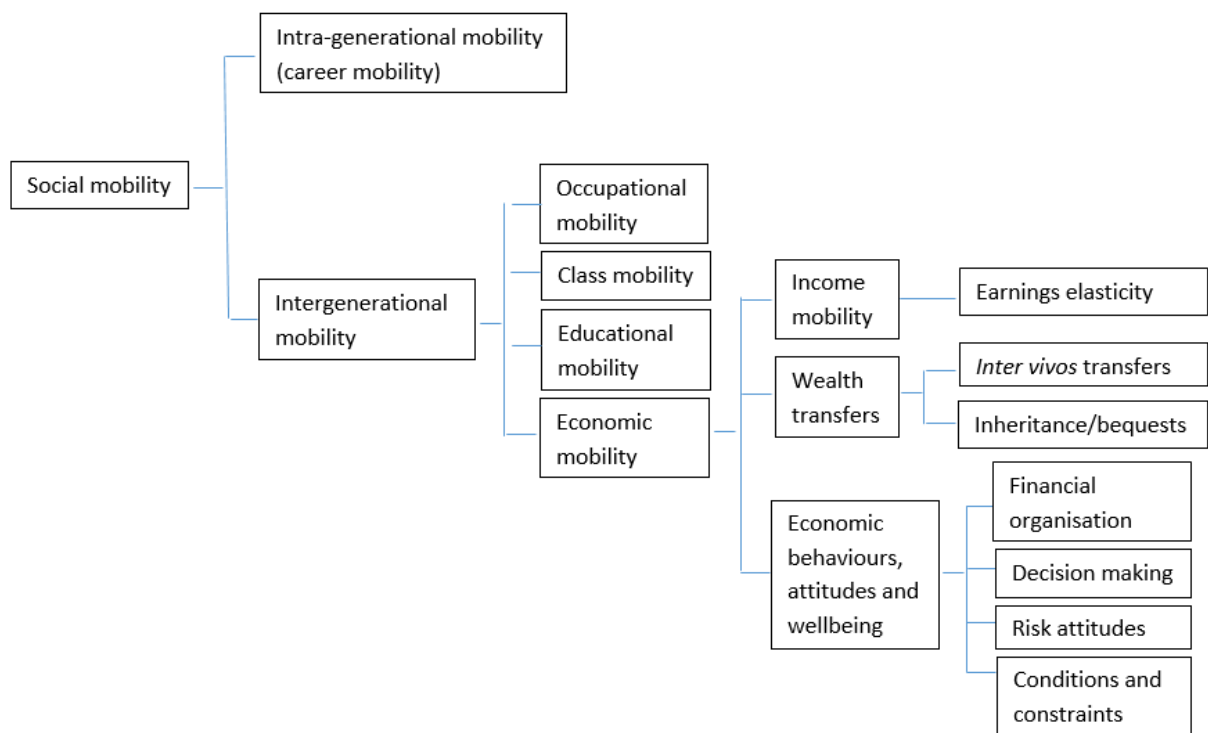 Intra-generational mobility
(career mobility)
Social mobility
Intergenerational
mobility
Occupational
mobility
Class mobility
Educational
mobility
Economic
mobility
Income
mobility
Wealth
transfers
Economic
behaviours,
attitudes and
wellbeing
Earnings elasticity
Inter vivos transfers
Inheritance/bequests
Financial
organisation
Decision making
Risk attitudes
Conditions and
constraints